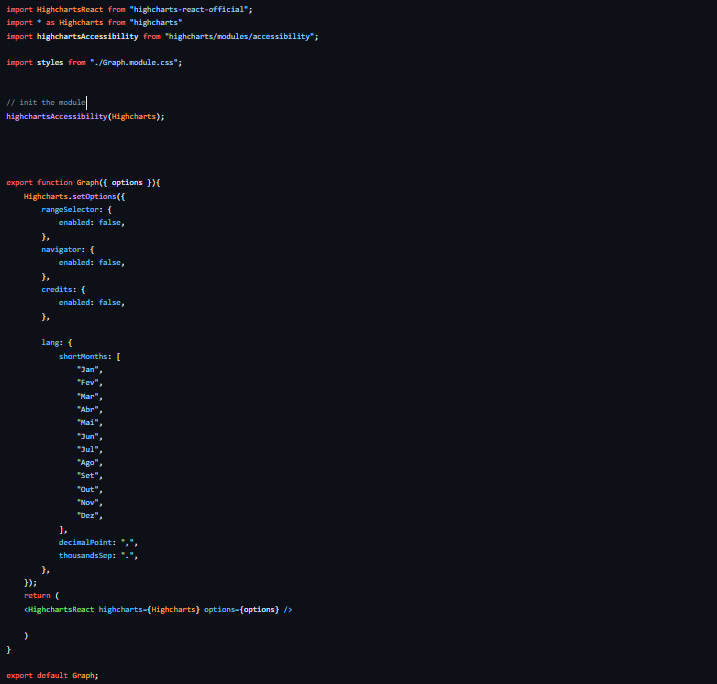 import HighchartsReact from "highcharts-react-official";
import * as Highcharts from "highcharts"
import highchartsAccessibility from "highcharts/modules/accessibility";
import styles from "./Graph.module.css";
// init the module
highchartsAccessibility(Highcharts);
export function Graph({ options }){
Highcharts.setOptions({
rangeSelector: {
enabled: false,
},
navigator: {
enabled: false,
},
credits: {
enabled: false,
},
lang: {
shortMonths: [
"Jan",
"Fev",
"Mar",
"Abr",
"Mai",
"Jun",
"Jul",
"Ago",
"Set",
"Out",
"Nov",
"Dez",
],
decimalPoint: ",",
thousandsSep: ".",
},
});
return (
<HighchartsReact highcharts={Highcharts} options={options} />
)
}
export default Graph;